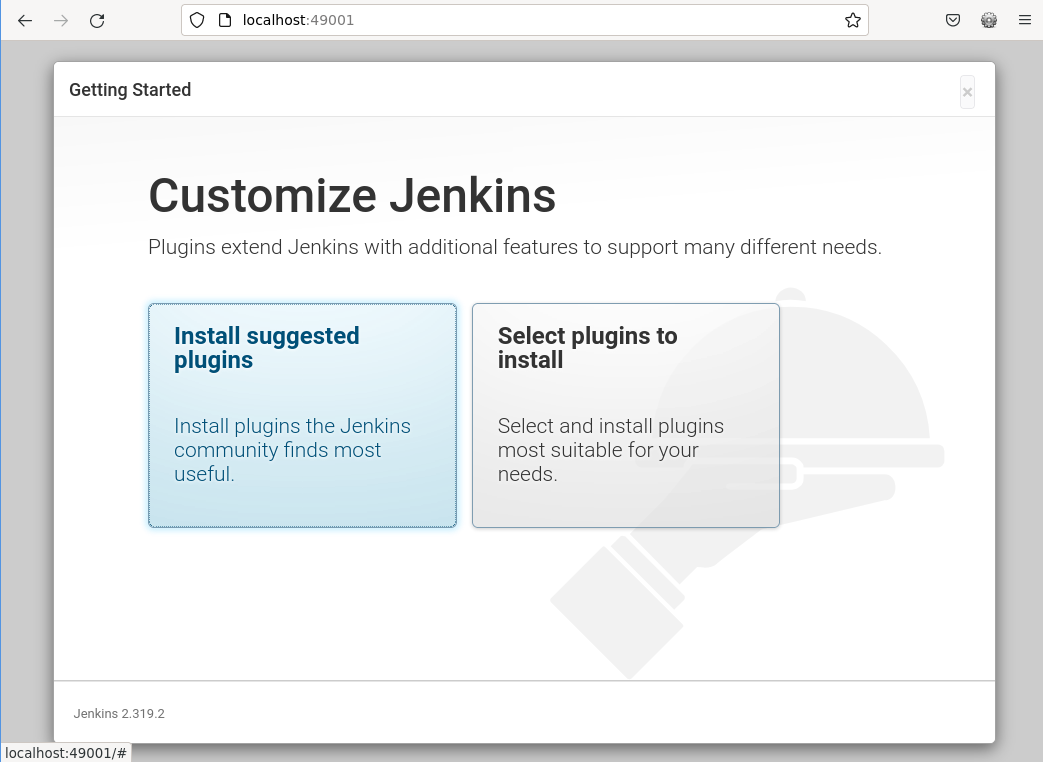 localhost:49001
Getting Started
×
Customize Jenkins
Plugins extend Jenkins with additional features to support many different needs.
Install suggested
plugins
Install plugins the Jenkins
community finds most
useful.
Select plugins to
install
Select and install plugins
most suitable for your
needs.
Jenkins 2.319.2
localhost:49001/#